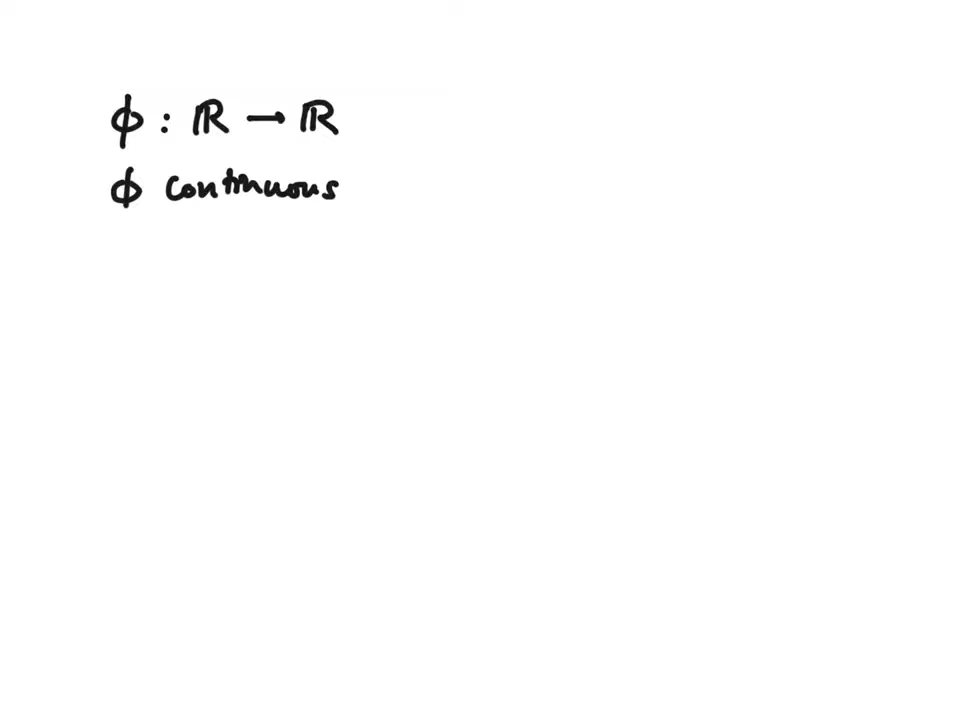 ϕ : ℝ → ℝ
ϕ continuous